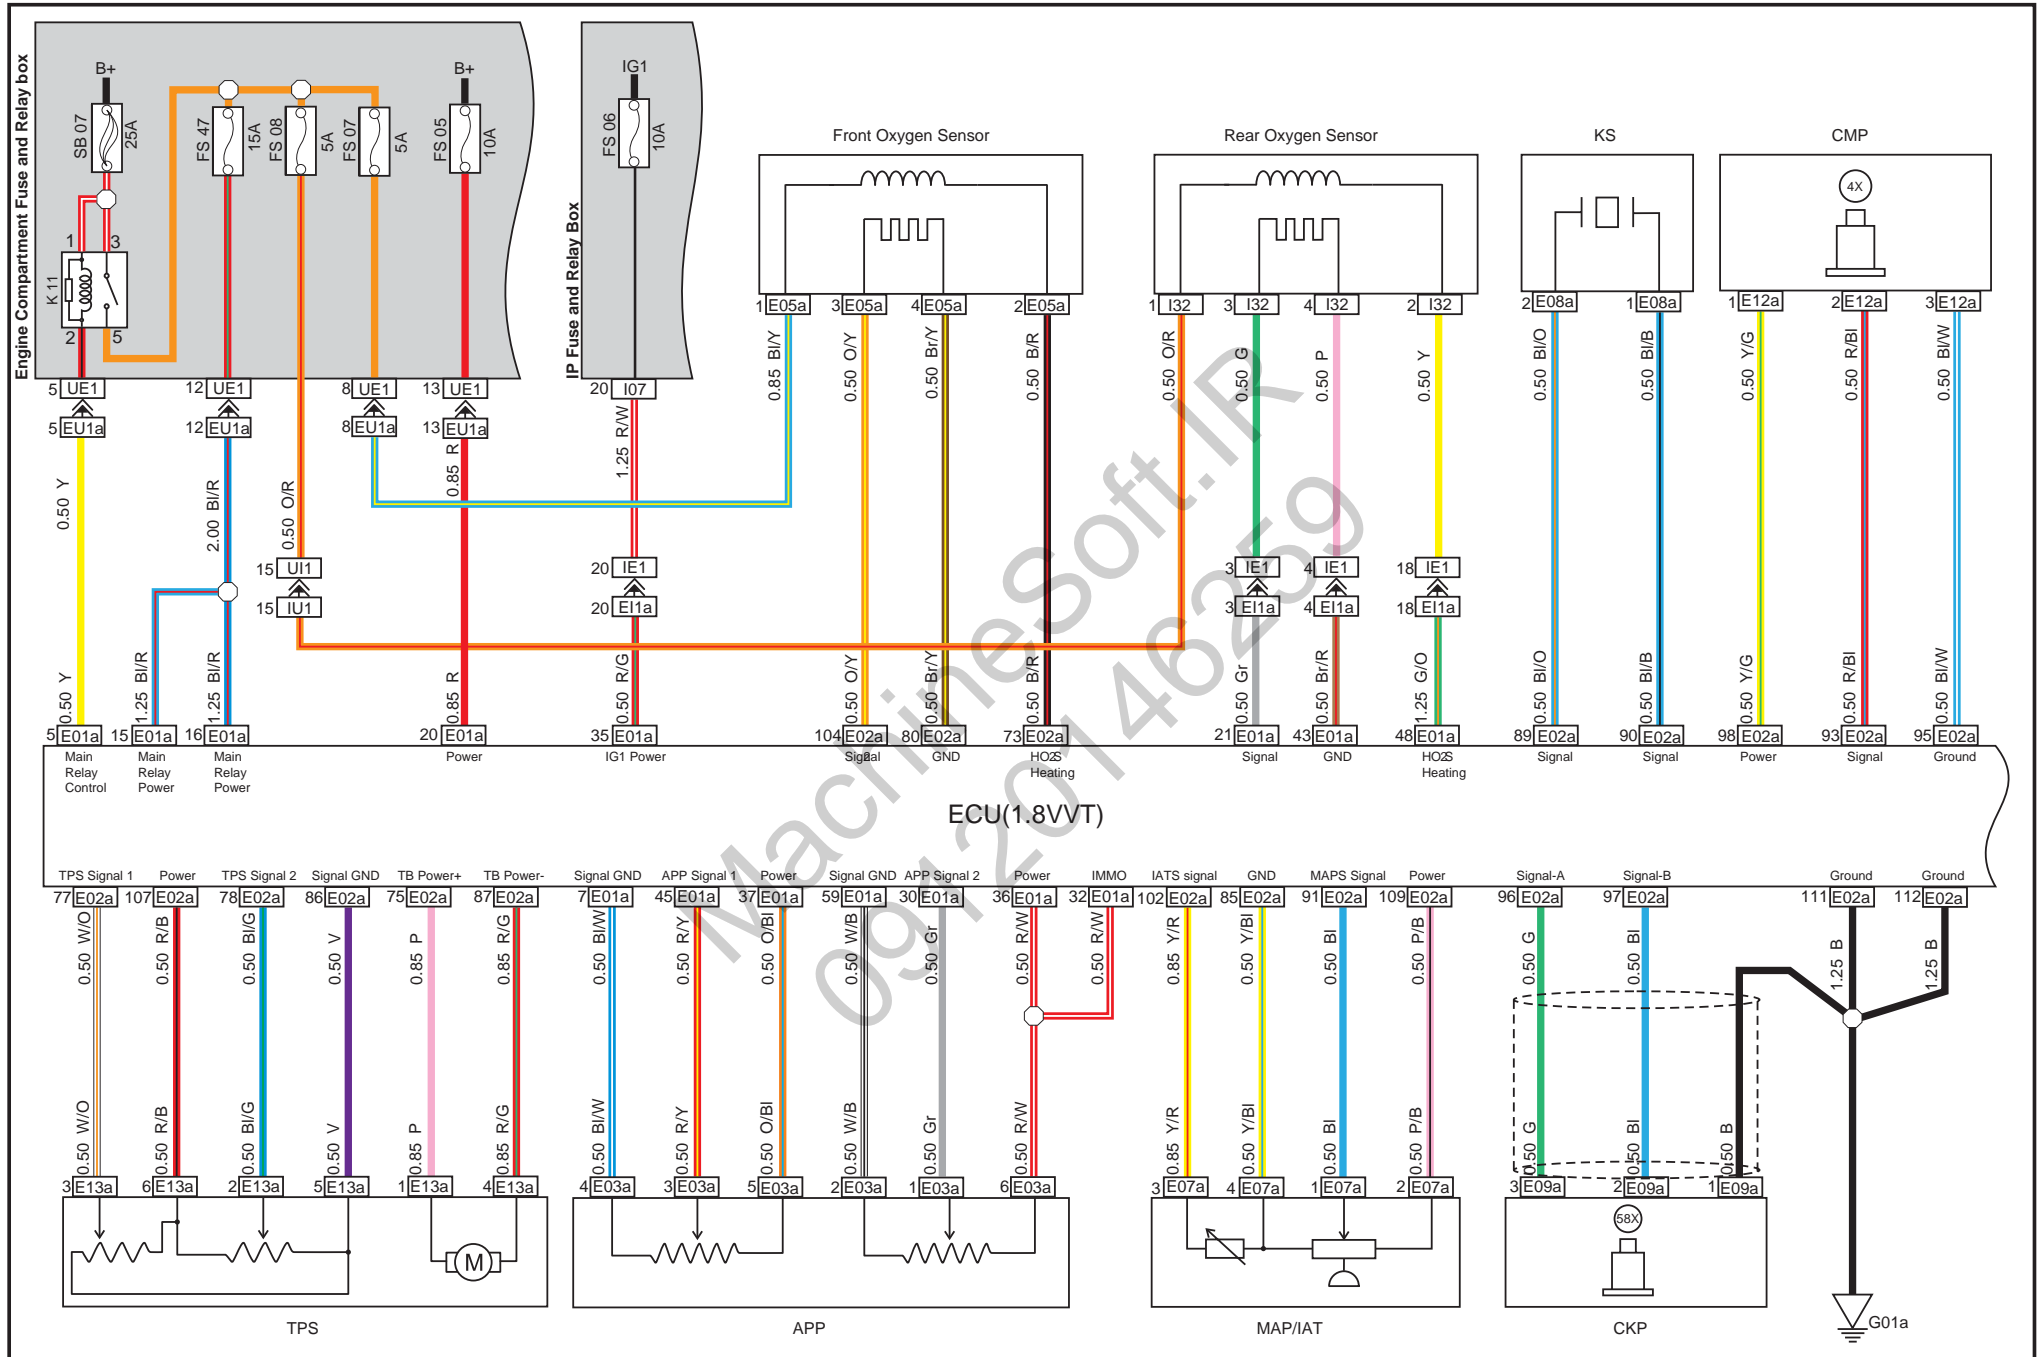 Engine Compartment Fuse and Relay box
B+
SB 07
25A
FS 47
15A
FS 08
5A
FS 07
5A
B+
FS 05
10A
1
3
K 11
2
5
IP Fuse and Relay Box
IG1
FS 06
10A
Front Oxygen Sensor
Rear Oxygen Sensor
KS
CMP
4X
5 UE1
12 UE1
8 UE1
13 UE1
20 I07
5 EU1a
12 EU1a
8 EU1a
13 EU1a
1 E05a
3 E05a
4 E05a
2 E05a
1 I32
3 I32
4 I32
2 I32
2 E08a
1 E08a
1 E12a
2 E12a
3 E12a
0.50 Y
2.00 Bl/R
0.50 O/R
0.85 R
1.25 R/W
0.85 Bl/Y
0.50 O/Y
0.50 Br/Y
0.50 B/R
0.50 O/R
0.50 G
0.50 P
0.50 Y
0.50 Bl/O
0.50 Bl/B
0.50 Y/G
0.50 R/Bl
0.50 Bl/W
15 UI1
15 IU1
20 IE1
20 EI1a
3 IE1
3 EI1a
4 IE1
4 EI1a
18 IE1
18 EI1a
0.50 Y
1.25 Bl/R
1.25 Bl/R
0.85 R
0.50 R/G
0.50 O/Y
0.50 Br/Y
0.50 B/R
0.50 Gr
0.50 Br/R
1.25 G/O
0.50 Bl/O
0.50 Bl/B
0.50 Y/G
0.50 R/Bl
0.50 Bl/W
5 E01a
15 E01a
16 E01a
20 E01a
35 E01a
104 E02a
80 E02a
73 E02a
21 E01a
43 E01a
48 E01a
89 E02a
90 E02a
98 E02a
93 E02a
95 E02a
Main Relay Control
Main Relay Power
Main Relay Power
Power
IG1 Power
Signal
GND
HO2S Heating
Signal
GND
HO2S Heating
Signal
Signal
Power
Signal
Ground
ECU(1.8VVT)
MachineSoft.IR
09120146259
TPS Signal 1
Power
TPS Signal 2
Signal GND
TB Power+
TB Power-
Signal GND
APP Signal 1
Power
Signal GND
APP Signal 2
Power
IMMO
IATS signal
GND
MAPS Signal
Power
Signal-A
Signal-B
Ground
Ground
77 E02a
107 E02a
78 E02a
86 E02a
75 E02a
87 E02a
7 E01a
45 E01a
37 E01a
59 E01a
30 E01a
36 E01a
32 E01a
102 E02a
85 E02a
91 E02a
109 E02a
96 E02a
97 E02a
111 E02a
112 E02a
0.50 W/O
0.50 R/B
0.50 Bl/G
0.50 V
0.85 P
0.85 R/G
0.50 Bl/W
0.50 R/Y
0.50 O/Bl
0.50 W/B
0.50 Gr
0.50 R/W
0.50 R/W
0.85 Y/R
0.50 Y/Bl
0.50 Bl
0.50 P/B
0.50 G
0.50 Bl
1.25 B
1.25 B
0.50 W/O
0.50 R/B
0.50 Bl/G
0.50 V
0.85 P
0.85 R/G
0.50 Bl/W
0.50 R/Y
0.50 O/Bl
0.50 W/B
0.50 Gr
0.50 R/W
0.85 Y/R
0.50 Y/Bl
0.50 Bl
0.50 P/B
0.50 G
0.50 Bl
0.50 B
3 E13a
6 E13a
2 E13a
5 E13a
1 E13a
4 E13a
4 E03a
3 E03a
5 E03a
2 E03a
1 E03a
6 E03a
3 E07a
4 E07a
1 E07a
2 E07a
3 E09a
2 E09a
1 E09a
M
58X
G01a
TPS
APP
MAP/IAT
CKP